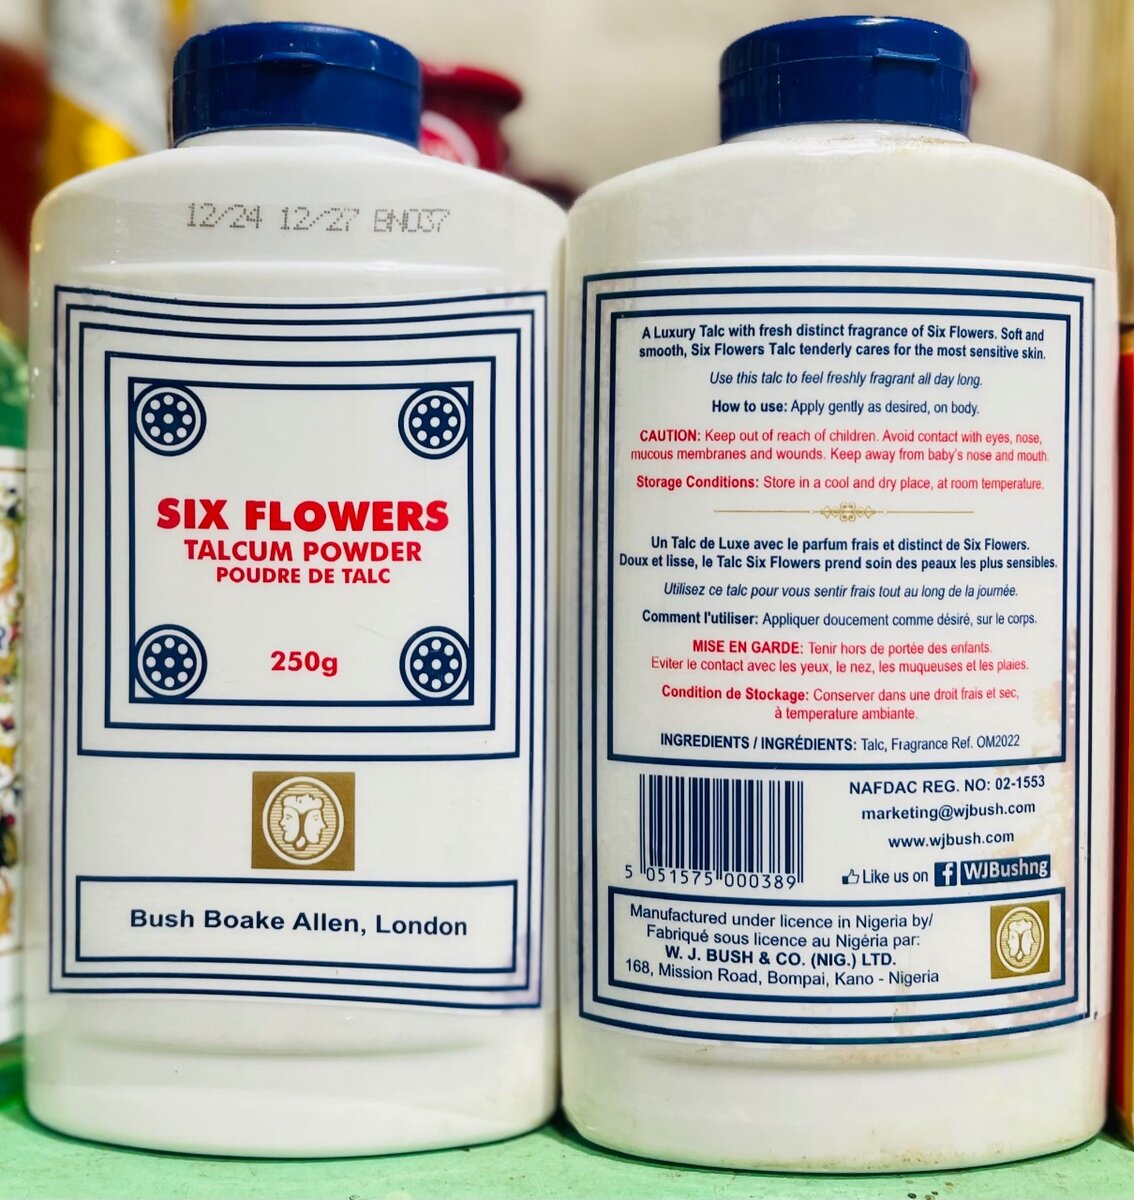 12/24 12/27 BN037
SIX FLOWERS
TALCUM POWDER
POUDRE DE TALC
250g
Bush Boake Allen, London
A Luxury Talc with fresh distinct fragrance of Six Flowers. Soft and
smooth, Six Flowers Talc tenderly cares for the most sensitive skin.
Use this talc to feel freshly fragrant all day long.
How to use: Apply gently as desired, on body.
CAUTION: Keep out of reach of children. Avoid contact with eyes, nose,
mucous membranes and wounds. Keep away from baby's nose and mouth.
Storage Conditions: Store in a cool and dry place, at room temperature.
Un Talc de Luxe avec le parfum frais et distinct de Six Flowers.
Doux et lisse, le Talc Six Flowers prend soin des peaux les plus sensibles.
Utilisez ce talc pour vous sentir frais tout au long de la journée.
Comment l'utiliser: Appliquer doucement comme désiré, sur le corps.
MISE EN GARDE: Tenir hors de portée des enfants.
Eviter le contact avec les yeux, le nez, les muqueuses et les plaies.
Condition de Stockage: Conserver dans une droit frais et sec,
à temperature ambiante.
INGREDIENTS / INGRÉDIENTS: Talc, Fragrance Ref. OM2022
5 051575 000389
NAFDAC REG. NO: 02-1553
marketing@wjbush.com
www.wjbush.com
Like us on f WJBushng
Manufactured under licence in Nigeria by/
Fabriqué sous licence au Nigéria par:
W. J. BUSH & CO. (NIG.) LTD.
168, Mission Road, Bompai, Kano - Nigeria